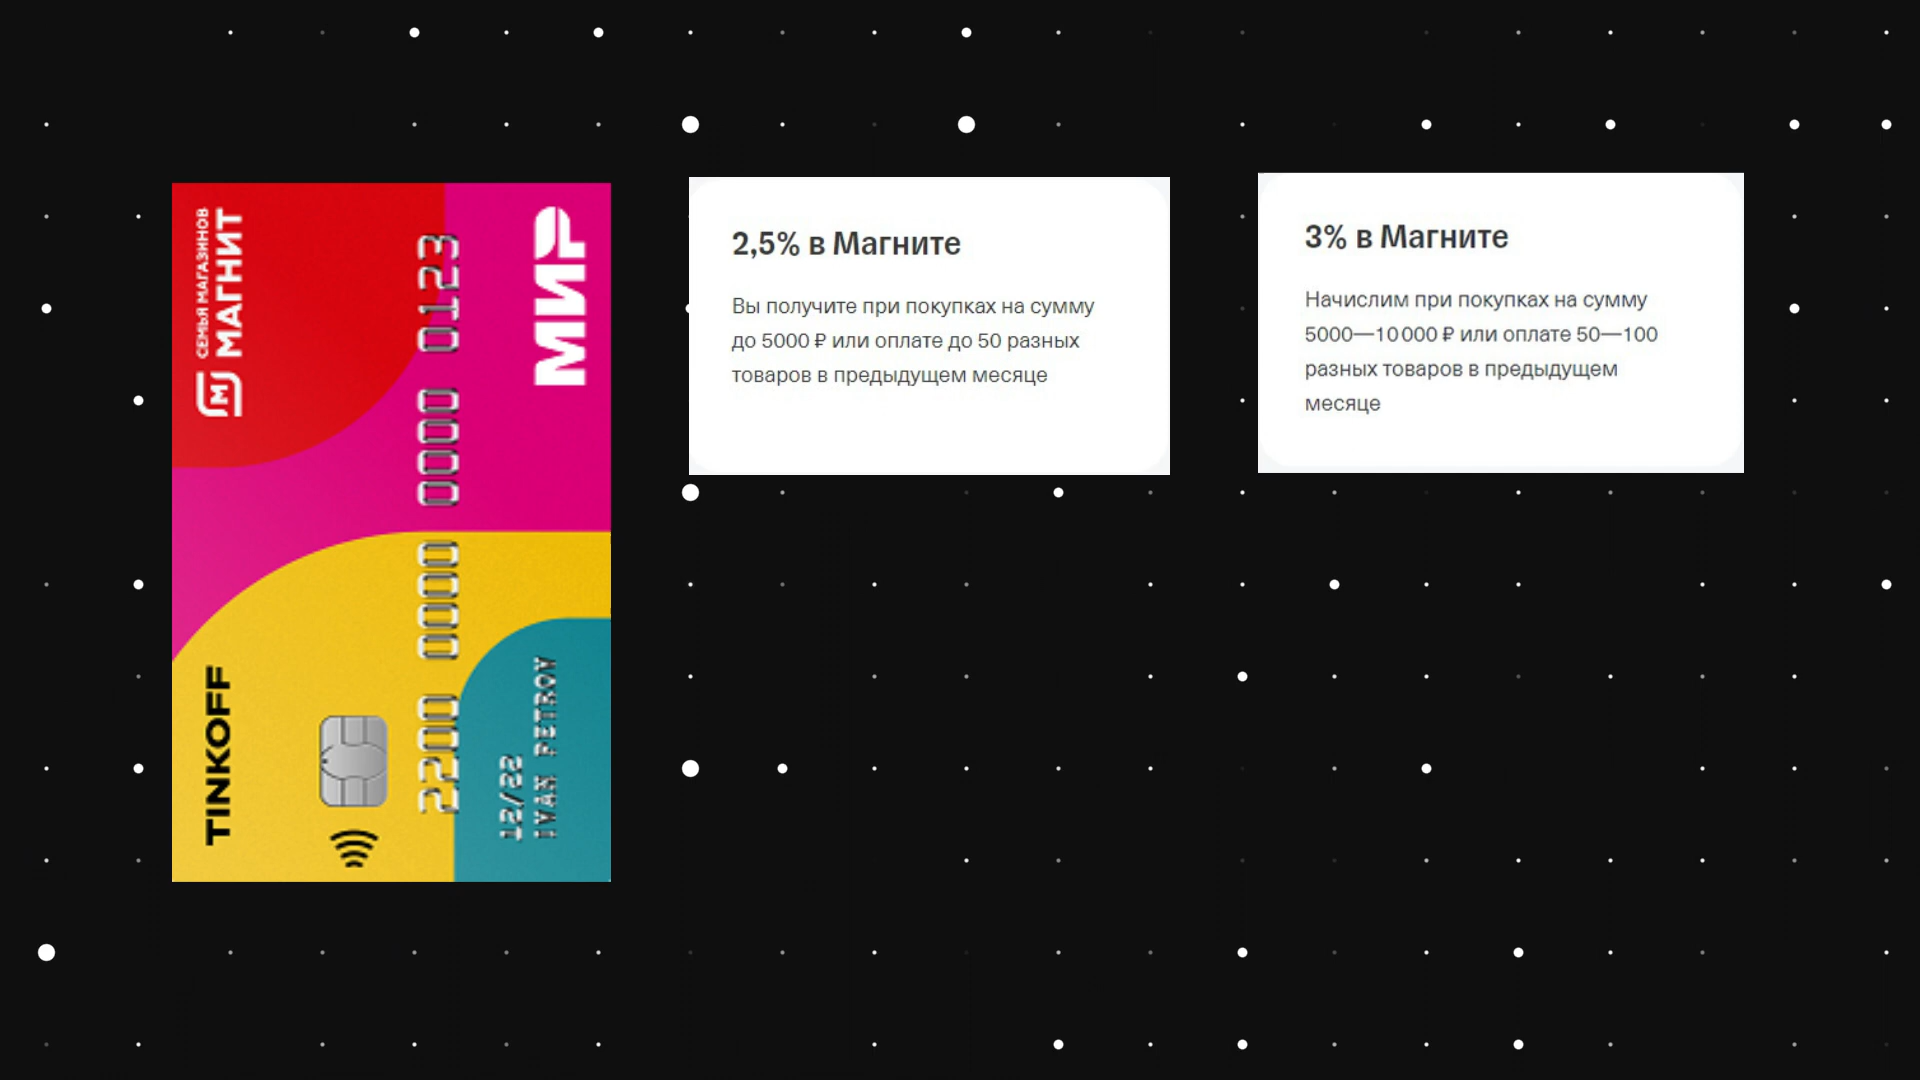 СЕМЬЯ МАГАЗИНОВ
МАГНИТ
МИР
TINKOFF
2200 0000 0000 0123
12/22
IVAN PETROV
2,5% в Магните
Вы получите при покупках на сумму
до 5000 ₽ или оплате до 50 разных
товаров в предыдущем месяце
3% в Магните
Начислим при покупках на сумму
5000—10 000 ₽ или оплате 50—100
разных товаров в предыдущем
месяце